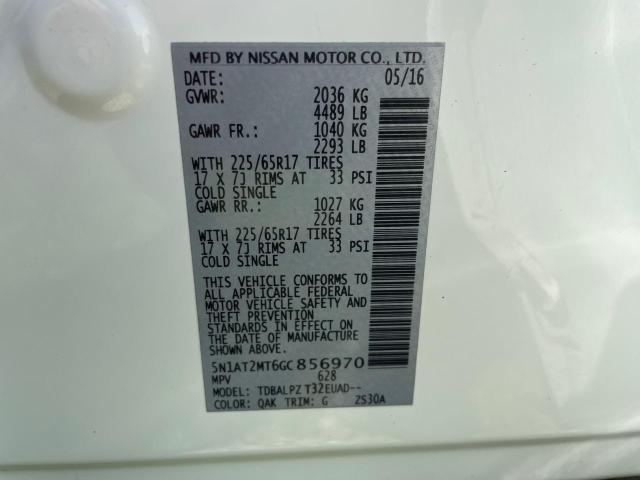 MFD BY NISSAN MOTOR CO., LTD.
DATE: 05/16
GVWR: 2036 KG
4489 LB
GAWR FR.: 1040 KG
2293 LB
WITH 225/65R17 TIRES
17 X 7J RIMS AT 33 PSI
COLD SINGLE
GAWR RR.: 1027 KG
2264 LB
WITH 225/65R17 TIRES
17 X 7J RIMS AT 33 PSI
COLD SINGLE
THIS VEHICLE CONFORMS TO
ALL APPLICABLE FEDERAL
MOTOR VEHICLE SAFETY AND
THEFT PREVENTION
STANDARDS IN EFFECT ON
THE DATE OF MANUFACTURE
SHOWN ABOVE.
5N1AT2MT6GC856970
MPV 628
MODEL: TDBALPZ T32EUAD--
COLOR: QAK TRIM: G ZS30A